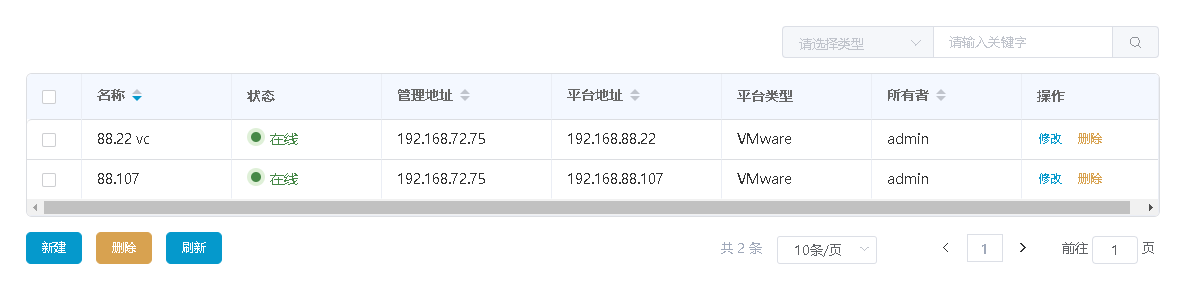 请选择类型 请输入关键字
名称 状态 管理地址 平台地址 平台类型 所有者 操作
88.22 vc 在线 192.168.72.75 192.168.88.22 VMware admin 修改 删除
88.107 在线 192.168.72.75 192.168.88.107 VMware admin 修改 删除
新建 删除 刷新 共 2 条 10条/页 1 前往 1 页